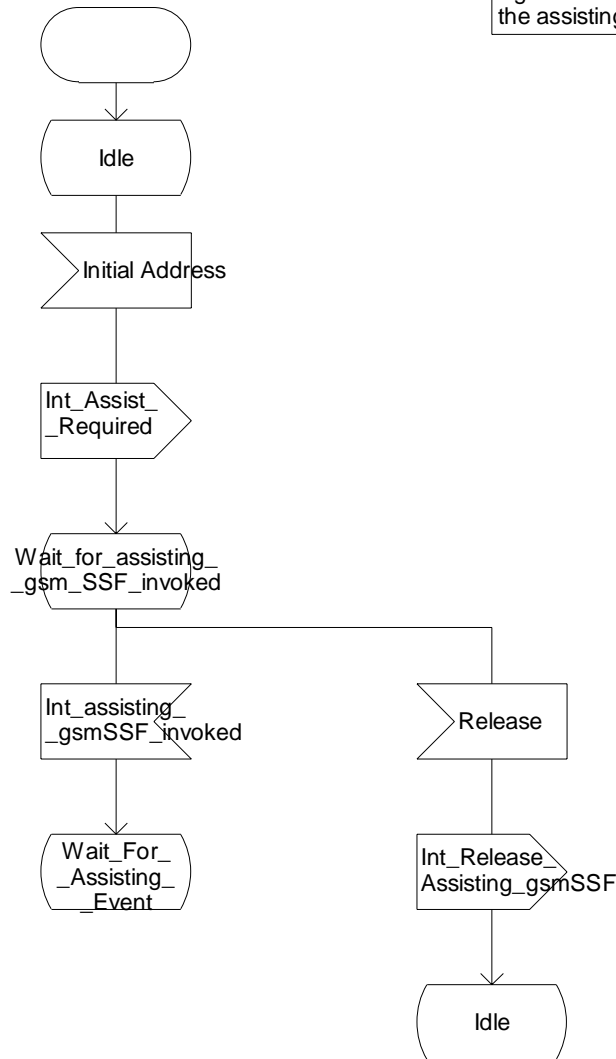 the assisting
Idle
Initial Address
Int_Assist_
_Required
Wait_for_assisting_
_gsm_SSF_invoked
Int_assisting_
_gsmSSF_invoked
Release
Wait_For_
_Assisting_
_Event
Int_Release_
Assisting_gsmSSF
Idle